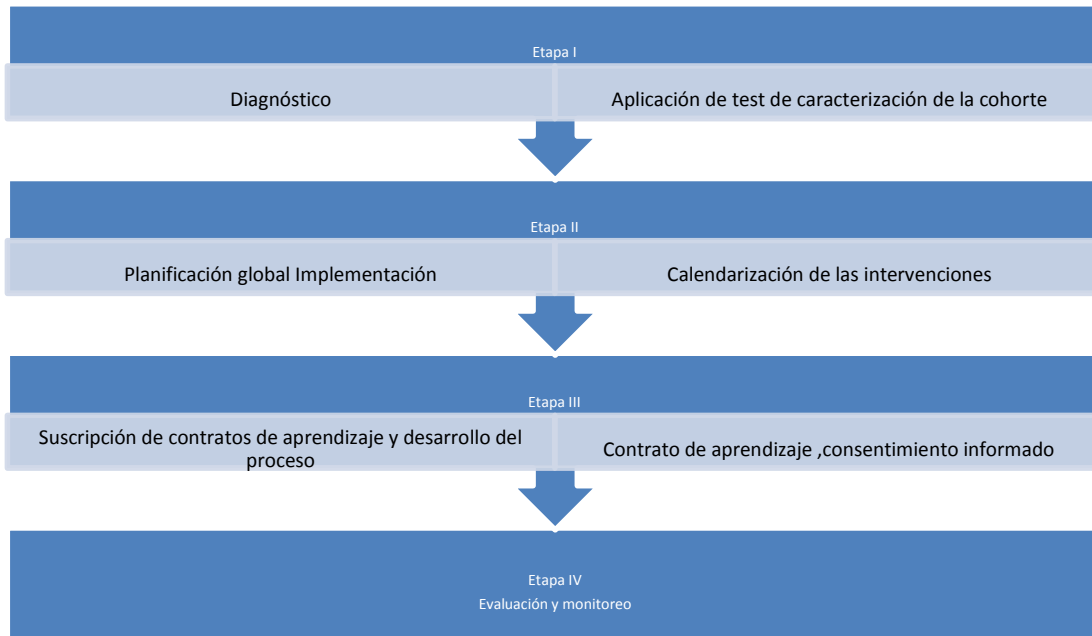 Etapa I
Diagnóstico
Aplicación de test de caracterización de la cohorte
Etapa II
Planificación global Implementación
Calendarización de las intervenciones
Etapa III
Suscripción de contratos de aprendizaje y desarrollo del
proceso
Contrato de aprendizaje ,consentimiento informado
Etapa IV
Evaluación y monitoreo